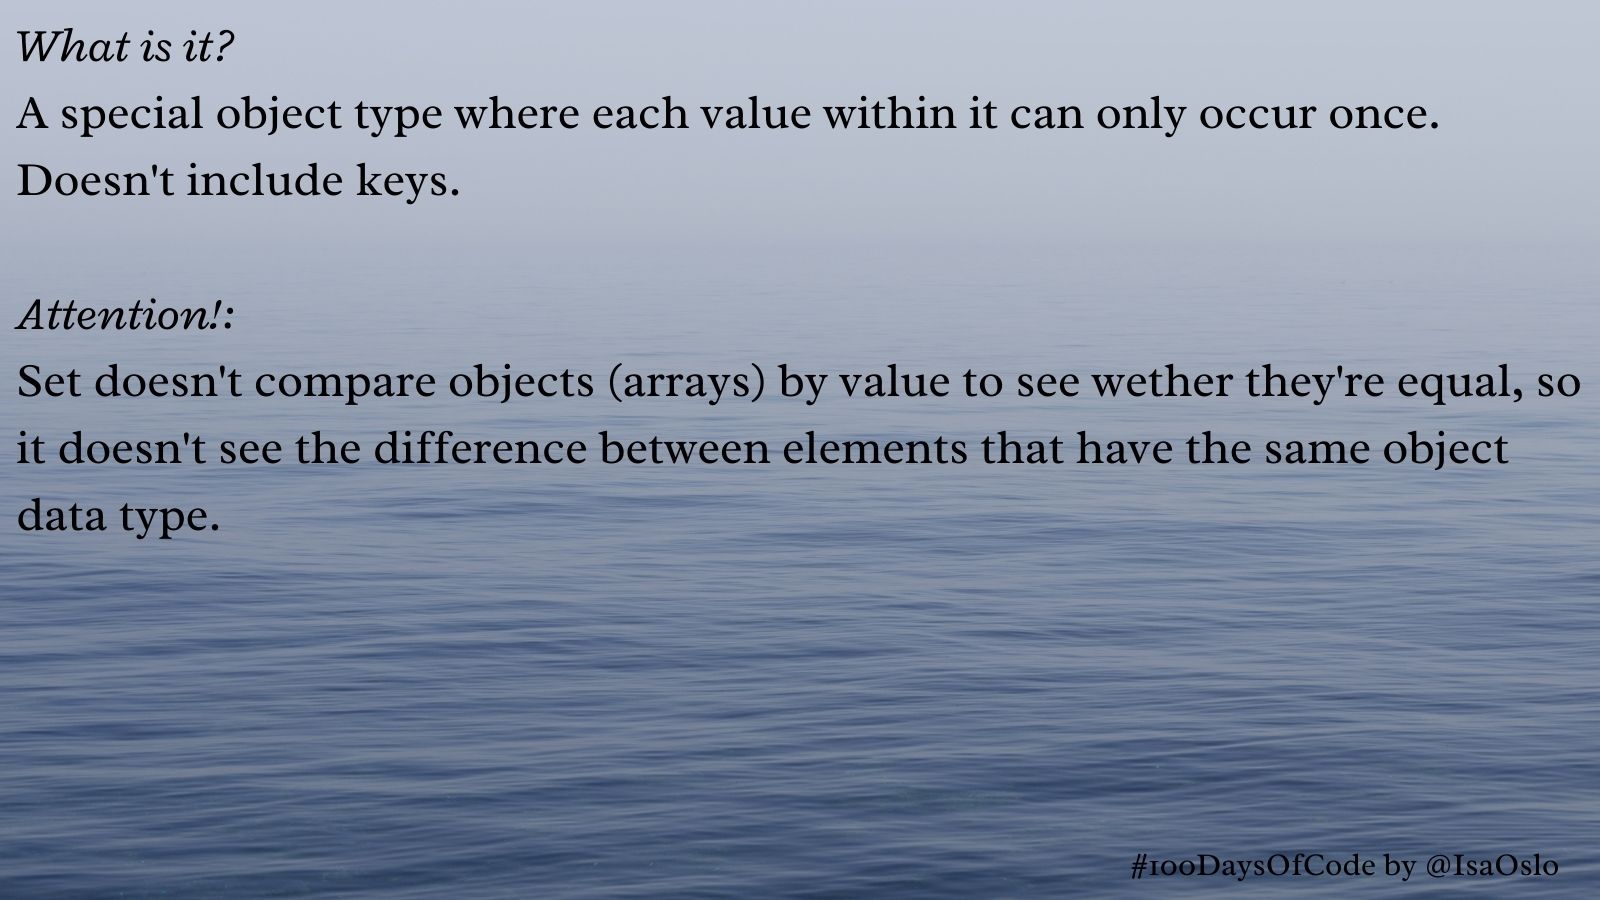 What is it?
A special object type where each value within it can only occur once.
Doesn't include keys.
Attention!:
Set doesn't compare objects (arrays) by value to see wether they're equal, so
it doesn't see the difference between elements that have the same object
data type.
#100DaysOfCode by @IsaOslo